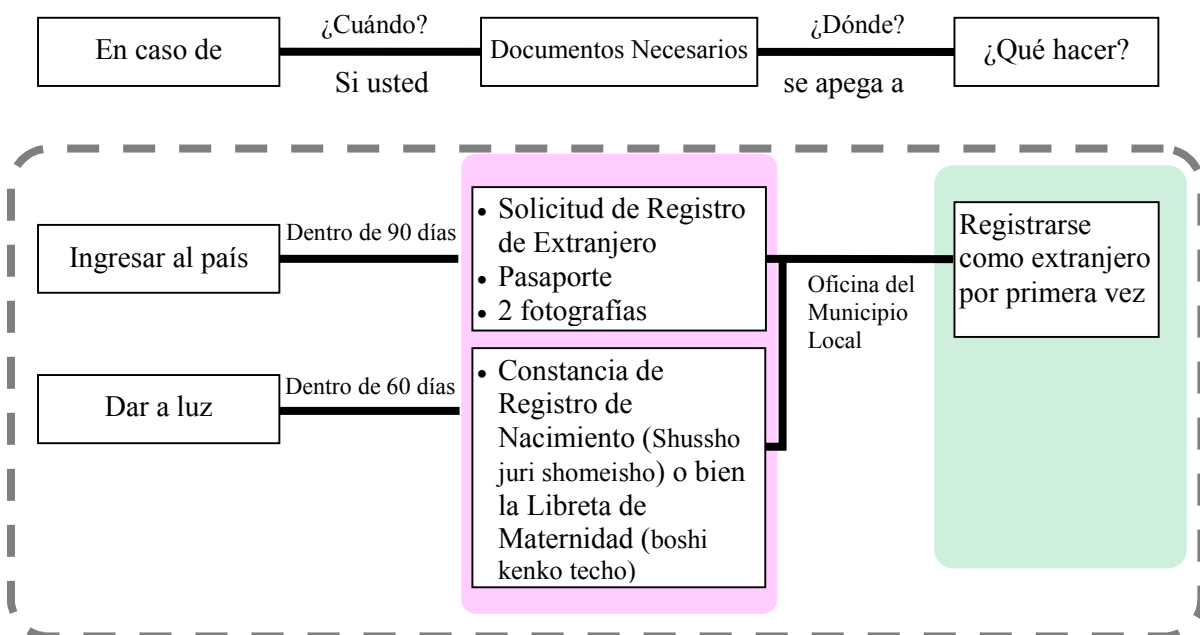 En caso de
¿Cuándo?
Si usted
Documentos Necesarios
¿Dónde?
se apega a
¿Qué hacer?
Ingresar al país
Dentro de 90 días
• Solicitud de Registro
de Extranjero
• Pasaporte
• 2 fotografías
Oficina del
Municipio
Local
Registrarse
como extranjero
por primera vez
Dar a luz
Dentro de 60 días
• Constancia de
Registro de
Nacimiento (Shussho
juri shomeisho) o bien
la Libreta de
Maternidad (boshi
kenko techo)